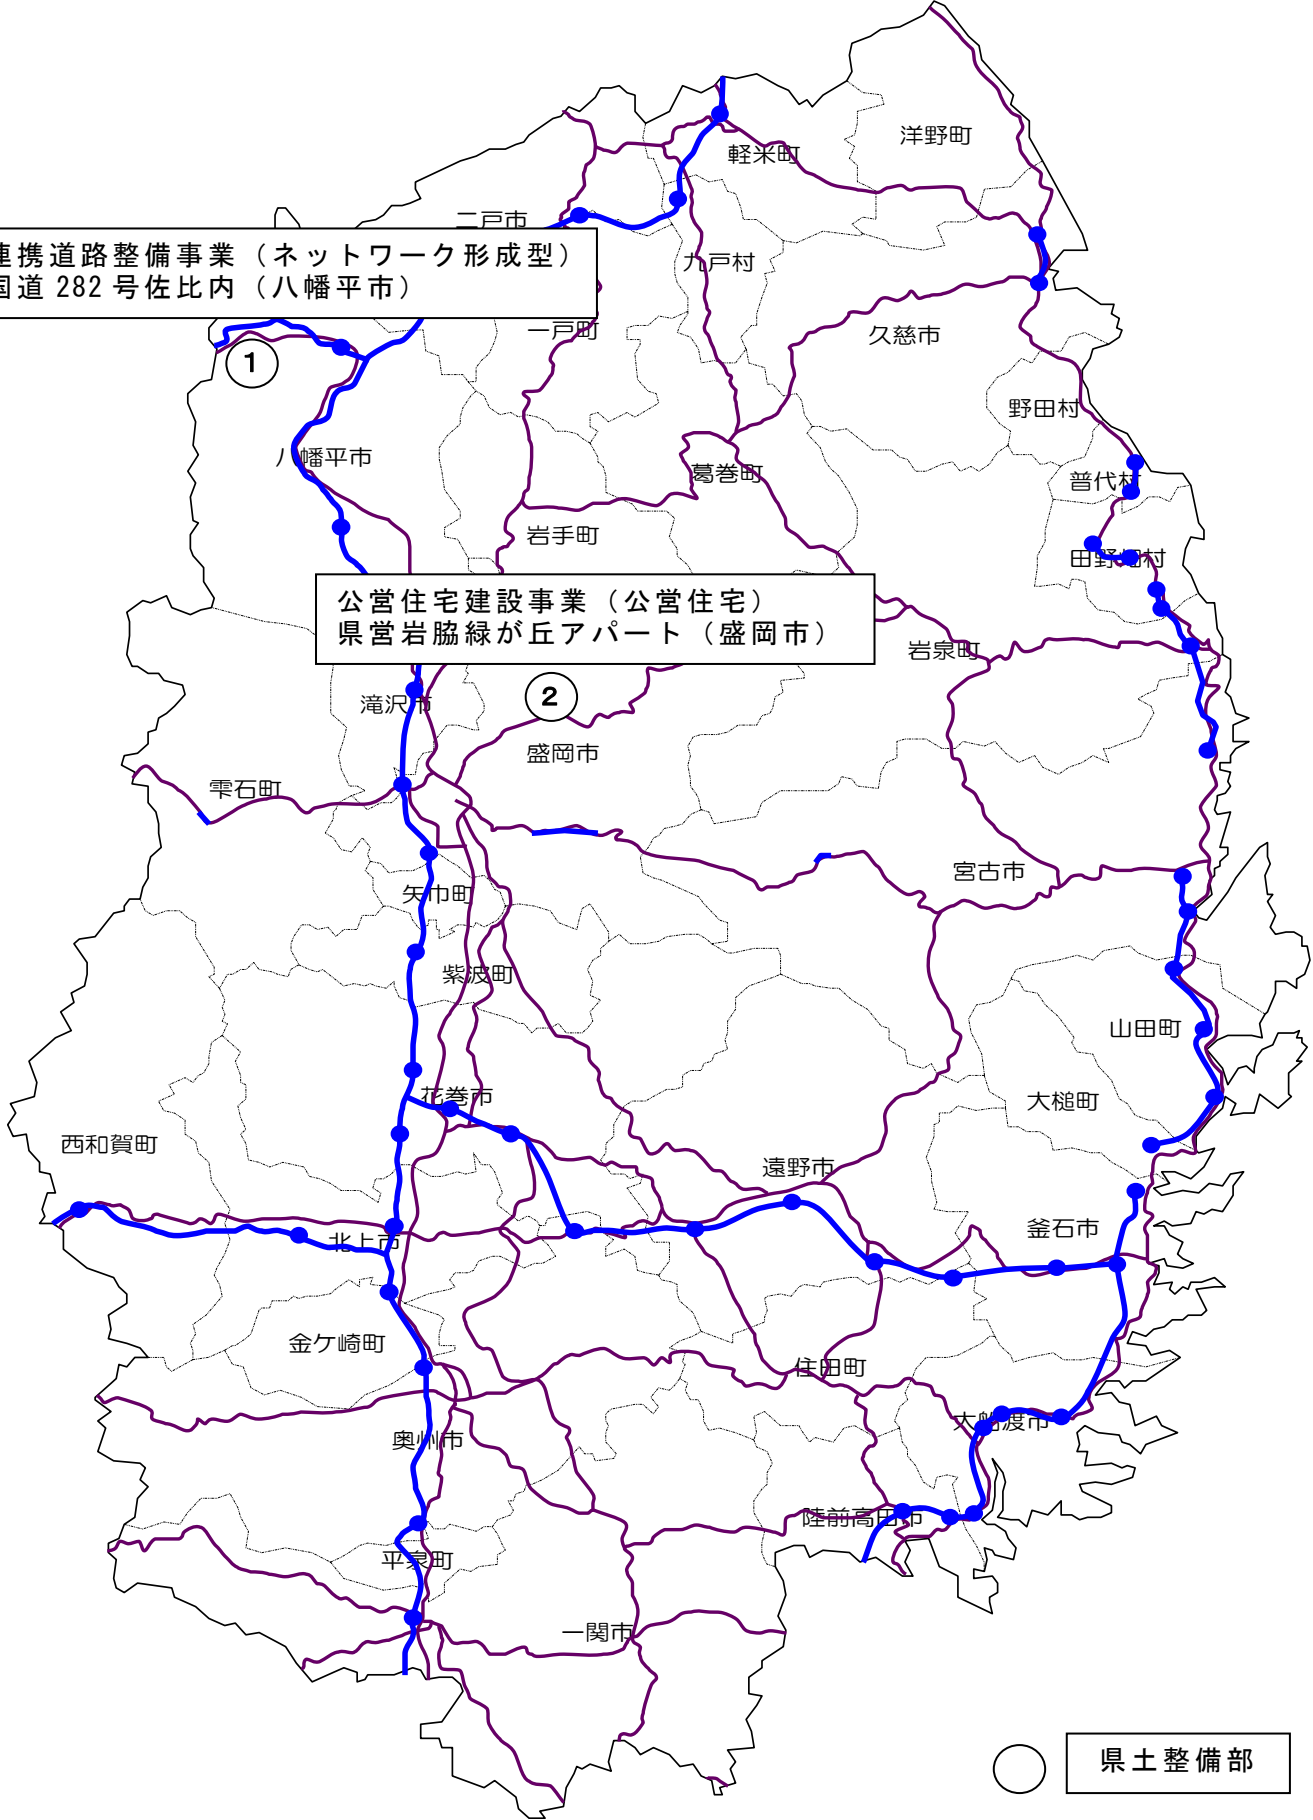 洋野町
軽米町
二戸市
連携道路整備事業（ネットワーク形成型）
国道 282 号佐比内（八幡平市）
九戸村
一戸町
久慈市
①
野田村
八幡平市
葛巻町
普代村
岩手町
田野畑村
公営住宅建設事業（公営住宅）
県営岩脇緑が丘アパート（盛岡市）
岩泉町
②
滝沢市
盛岡市
雫石町
宮古市
矢巾町
紫波町
山田町
花巻市
大槌町
西和賀町
遠野市
釜石市
北上市
金ケ崎町
住田町
大船渡市
奥州市
陸前高田市
平泉町
一関市
県土整備部